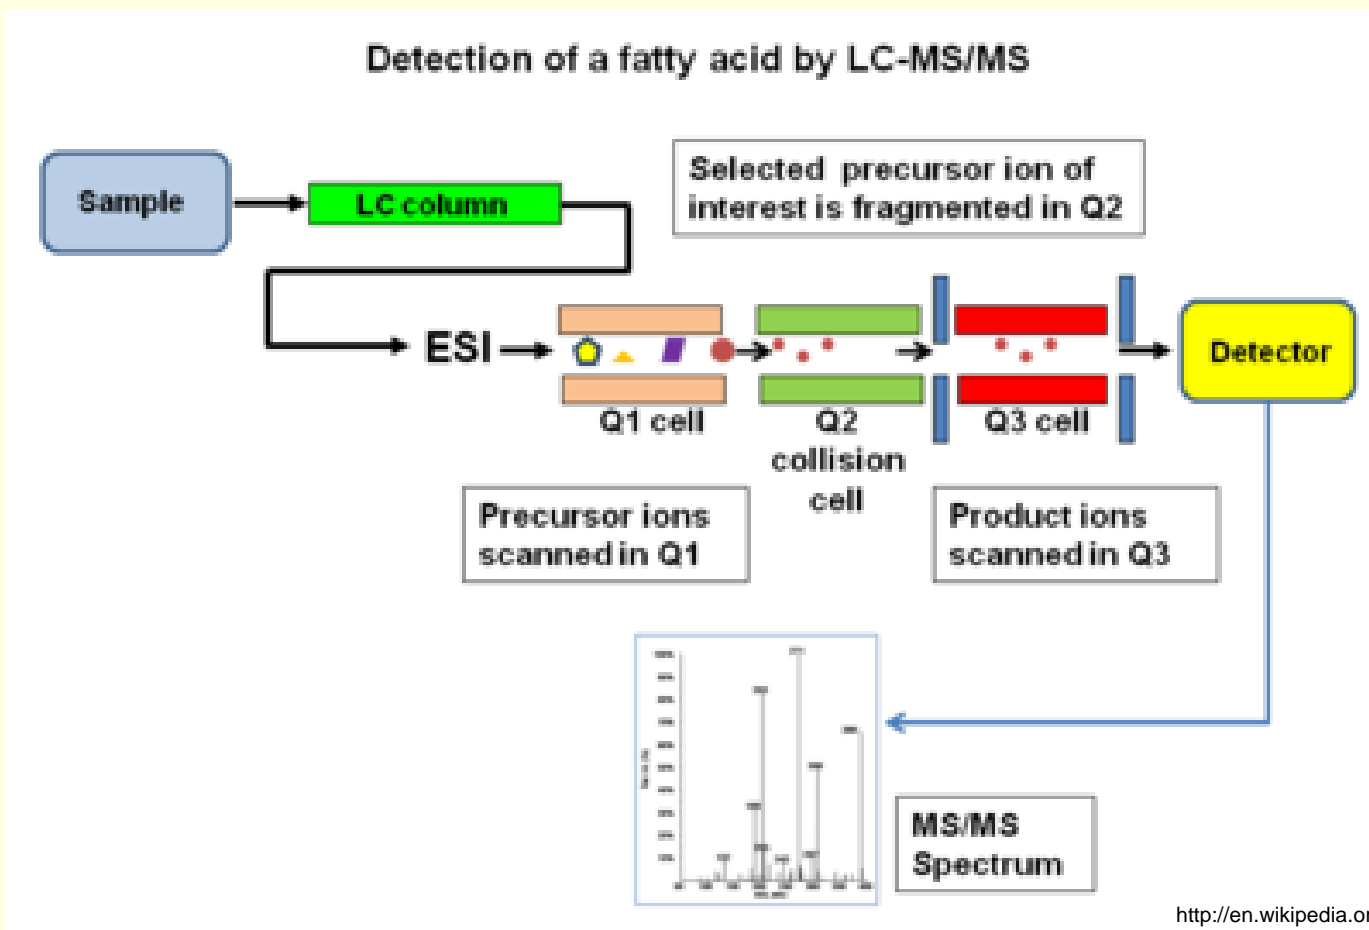 Detection of a fatty acid by LC-MS/MS
Sample
LC column
Selected precursor ion of
interest is fragmented in Q2
ESI
Detector
Q1 cell
Q2
collision
cell
Q3 cell
Precursor ions
scanned in Q1
Product ions
scanned in Q3
MS/MS
Spectrum
http://en.wikipedia.or